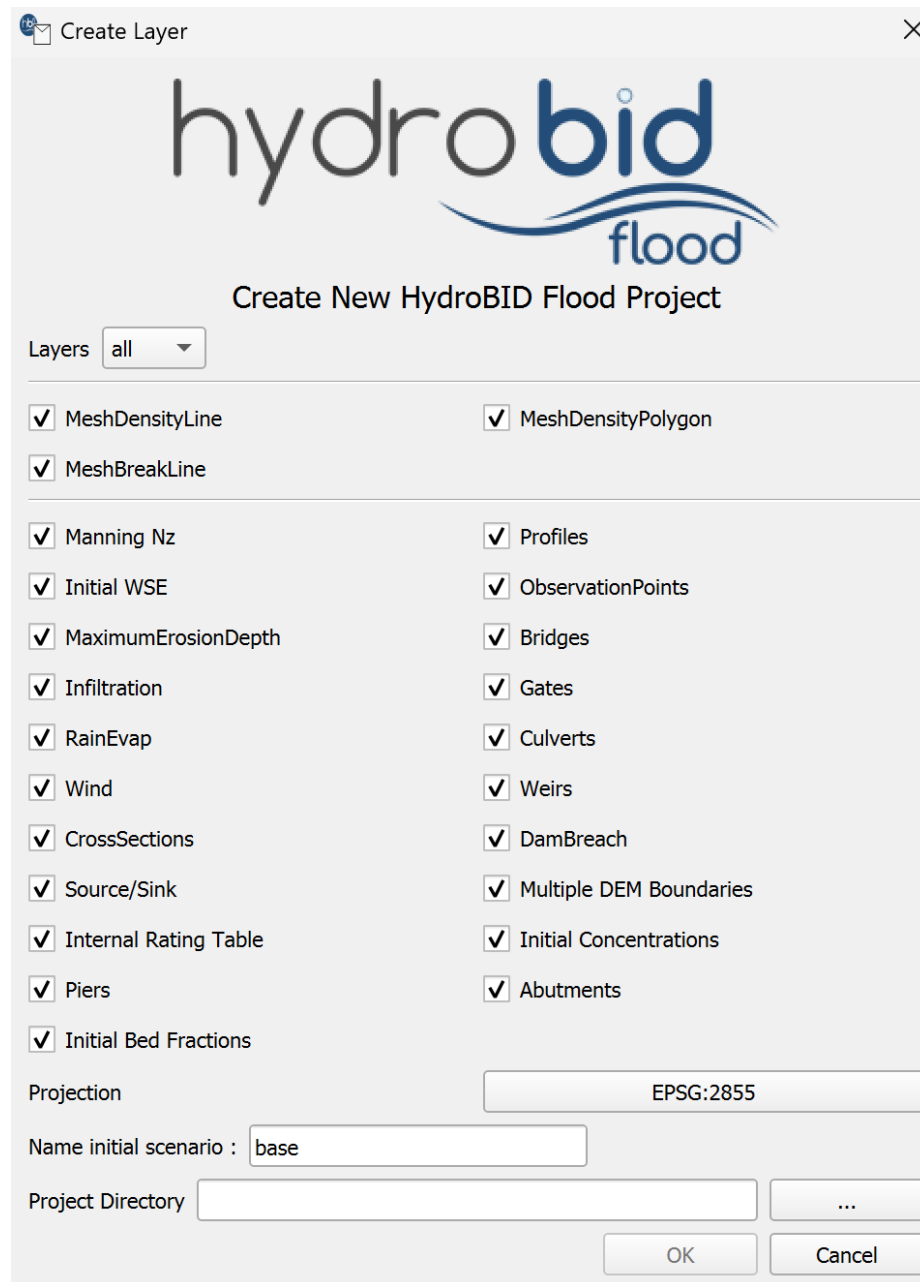 Create Layer
hydrobid
flood
Create New HydroBID Flood Project
Layers all
MeshDensityLine MeshDensityPolygon
MeshBreakLine
Manning Nz Profiles
Initial WSE ObservationPoints
MaximumErosionDepth Bridges
Infiltration Gates
RainEvap Culverts
Wind Weirs
CrossSections DamBreach
Source/Sink Multiple DEM Boundaries
Internal Rating Table Initial Concentrations
Piers Abutments
Initial Bed Fractions
Projection EPSG:2855
Name initial scenario : base
Project Directory ...
OK Cancel